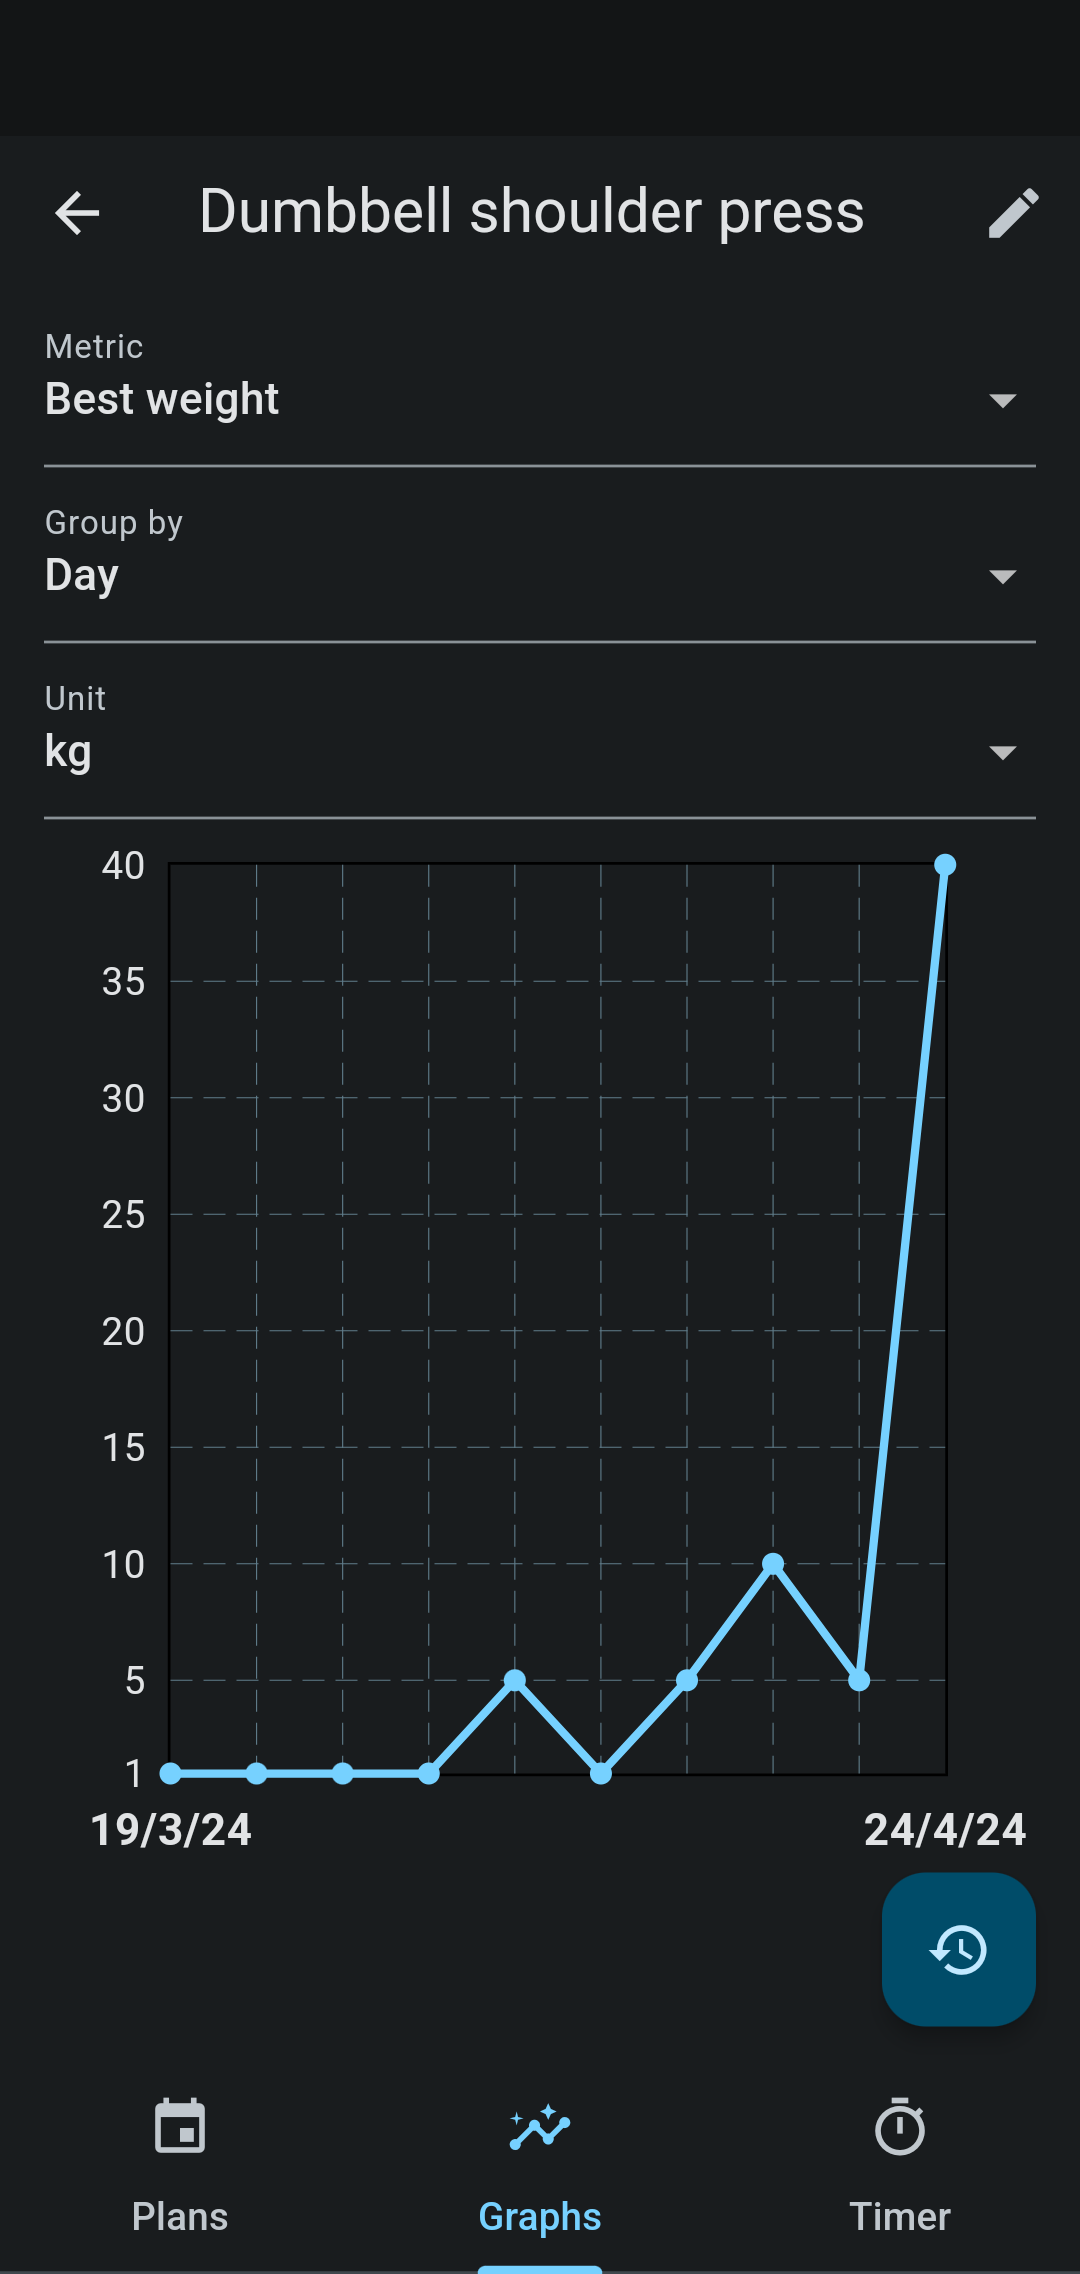 Dumbbell shoulder press
Metric
Best weight
Group by
Day
Unit
kg
40
35
30
25
20
15
10
5
1
19/3/24 24/4/24
Plans Graphs Timer